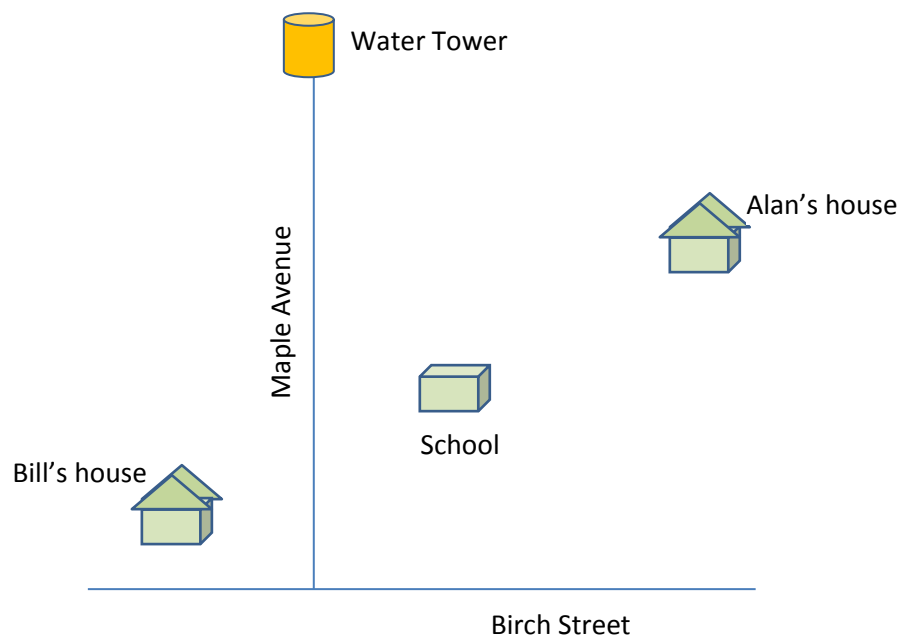 Water Tower
Alan’s house
Maple Avenue
School
Bill’s house
Birch Street